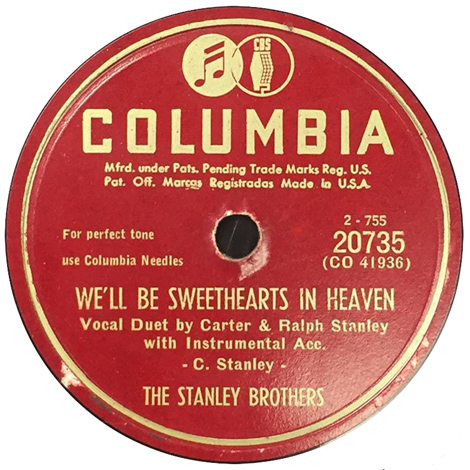 CBS
COLUMBIA
Mfrd. under Pats. Pending Trade Marks Reg. U.S.
Pat. Off. Marcas Registradas Made in U.S.A.
2 - 755
For perfect tone
20735
use Columbia Needles
(CO 41936)
WE'LL BE SWEETHEARTS IN HEAVEN
Vocal Duet by Carter & Ralph Stanley
with Instrumental Acc.
- C. Stanley -
THE STANLEY BROTHERS